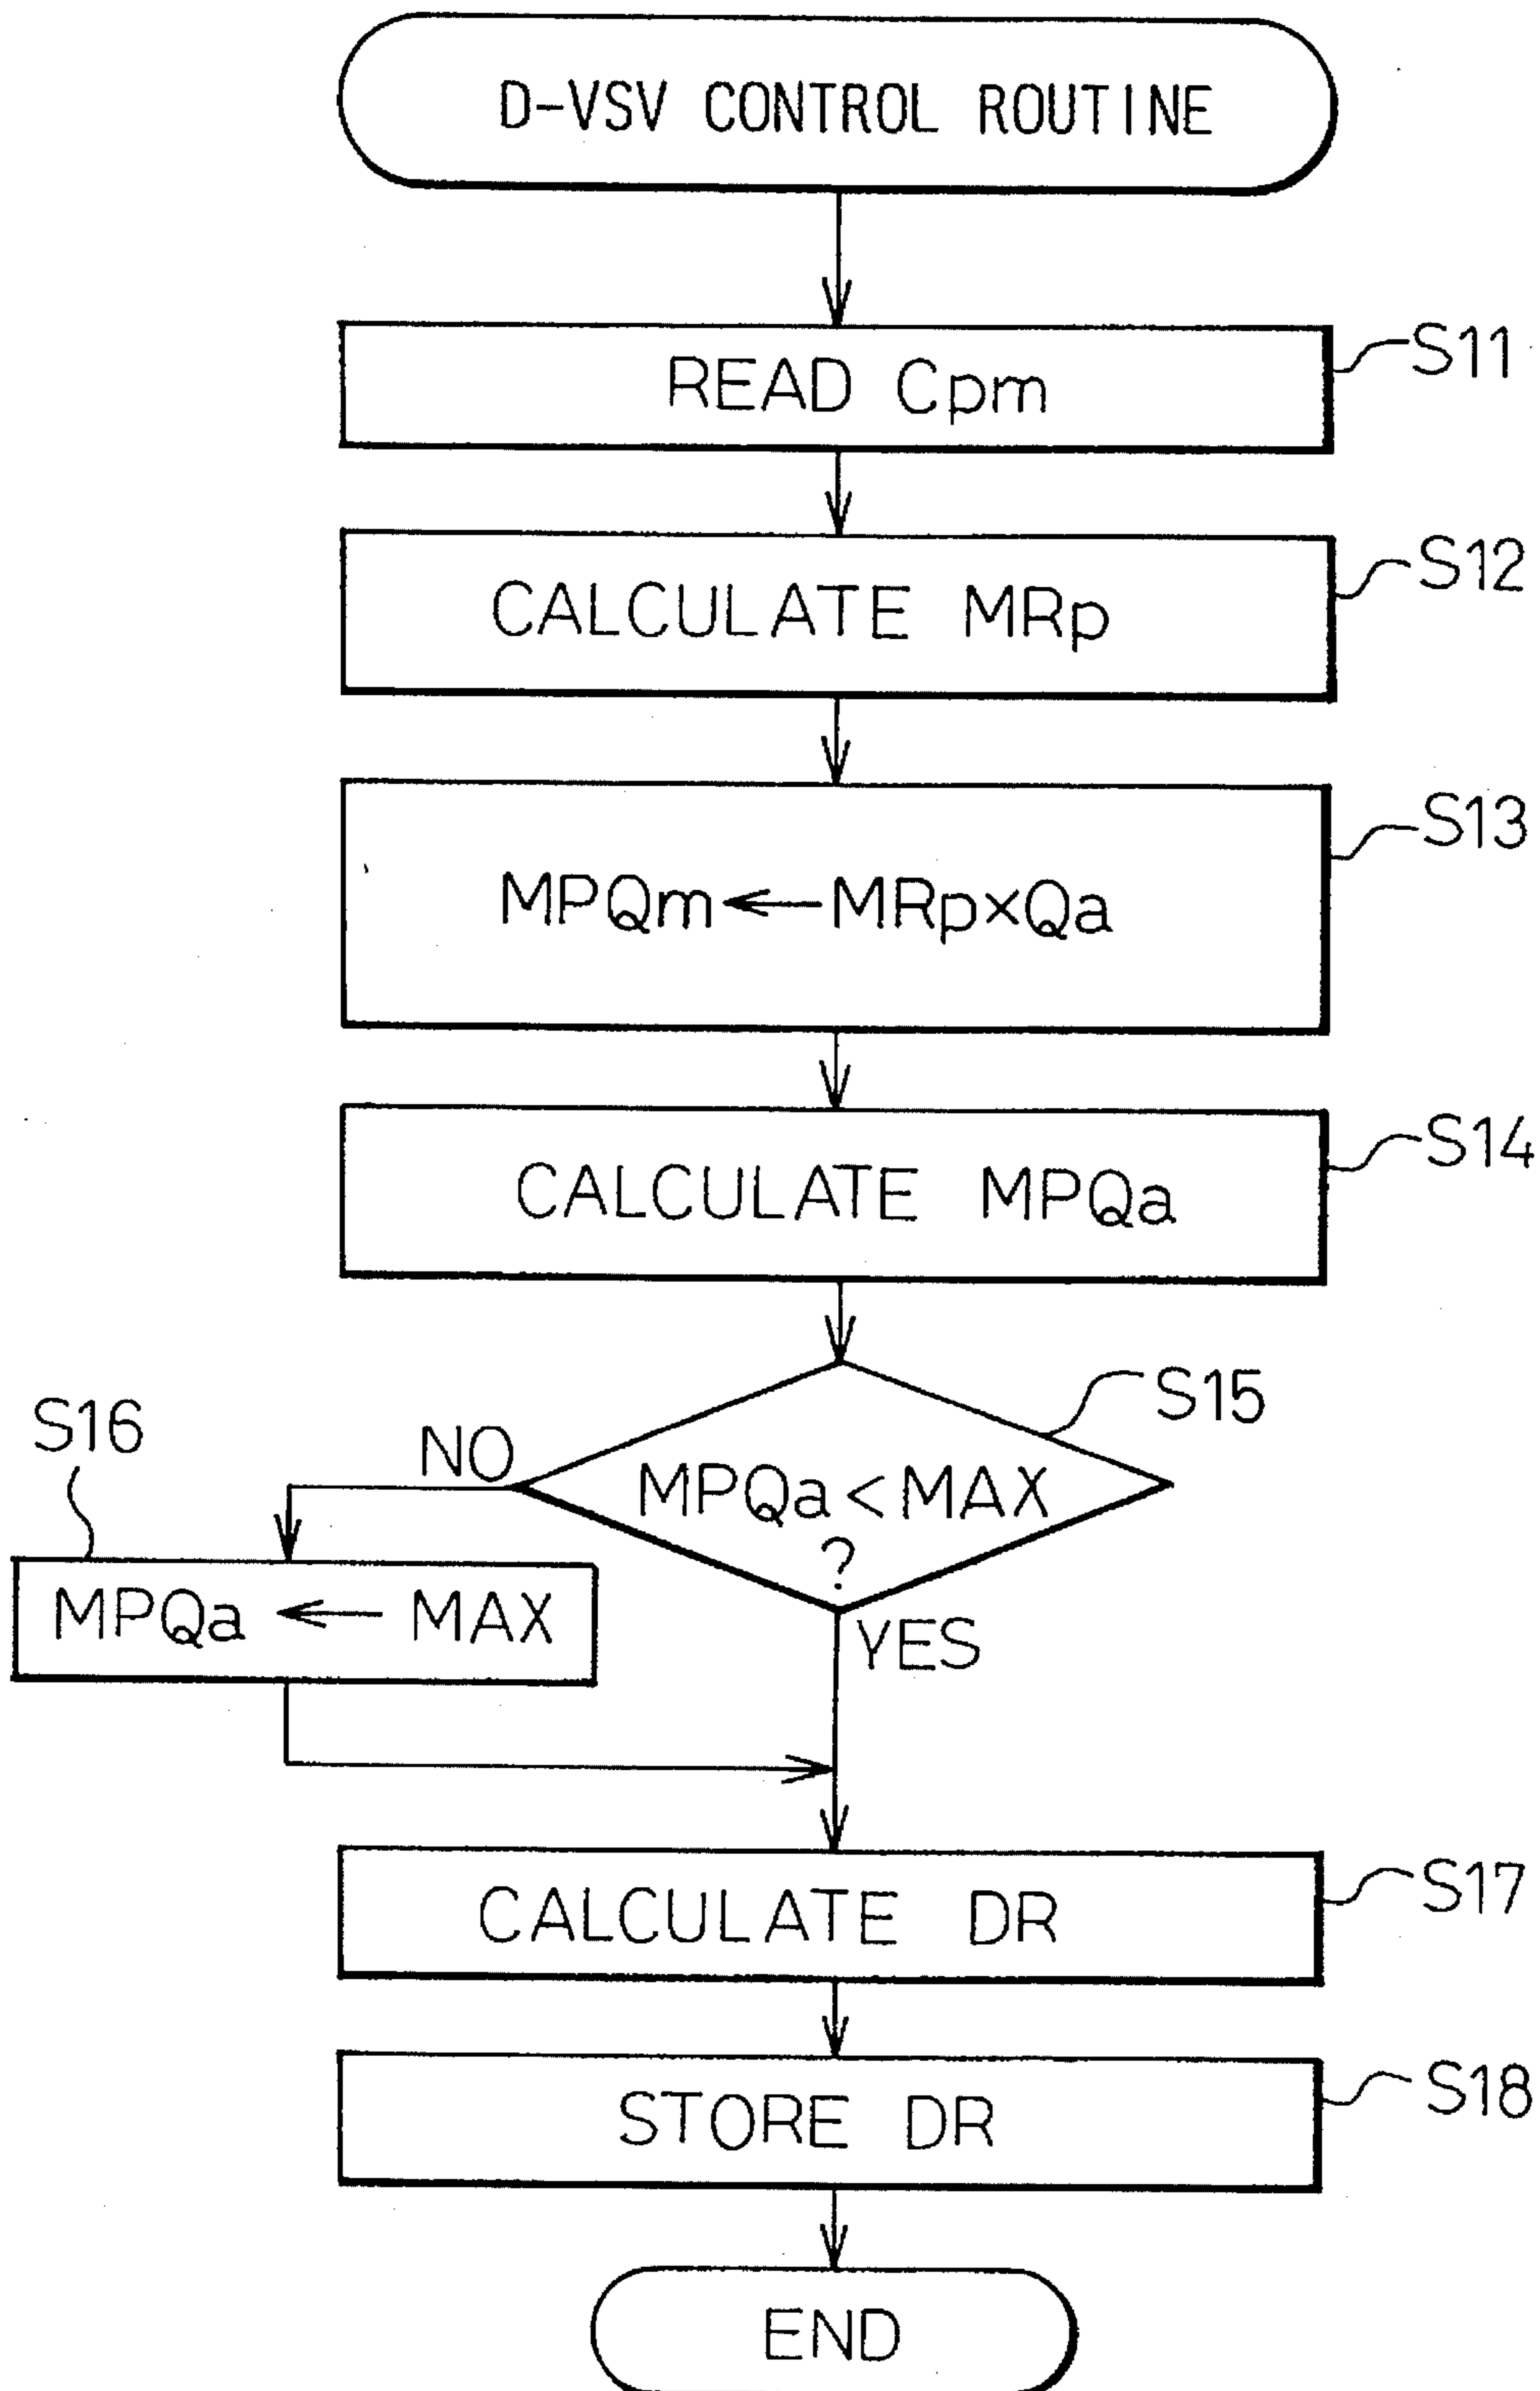 D-VSV CONTROL ROUTINE
READ Cpm
S11
CALCULATE MRp
S12
MPQm←MRp×Qa
S13
CALCULATE MPQa
S14
S15
MPQa<MAX
?
NO
YES
S16
MPQa ← MAX
CALCULATE DR
S17
STORE DR
S18
END